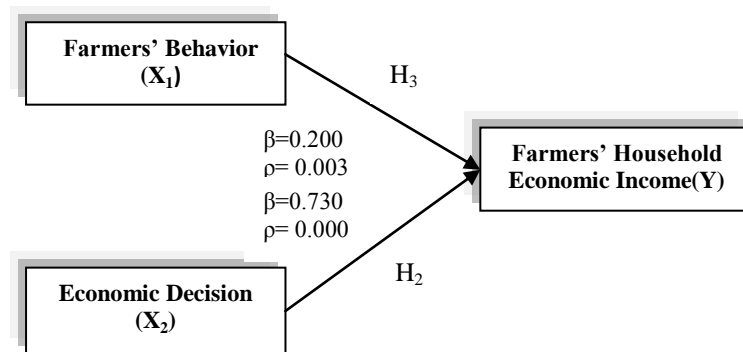 Farmers’ Behavior
(X₁)
H₃
β=0.200
ρ= 0.003
β=0.730
ρ= 0.000
Farmers’ Household
Economic Income(Y)
Economic Decision
(X₂)
H₂